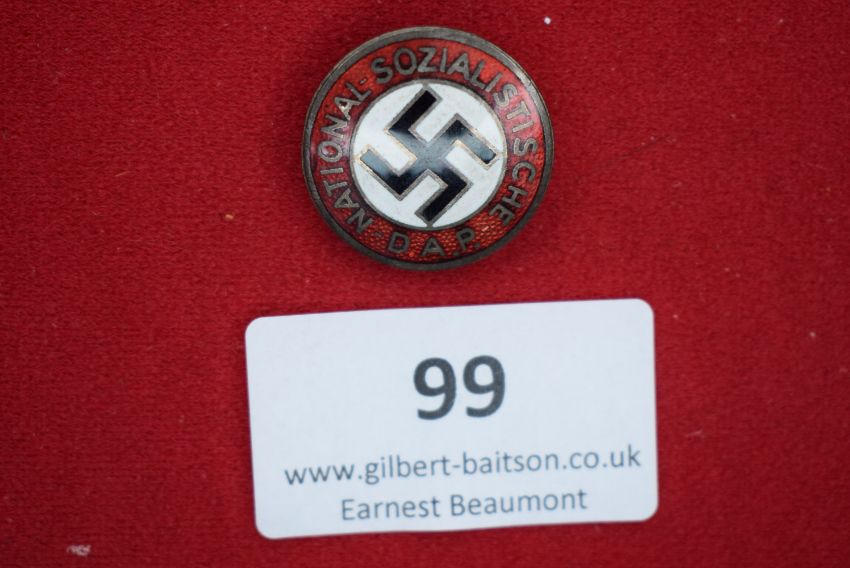 NATIONAL-SOZIALISTISCHE
-D.A.P.
99
www.gilbert-baitson.co.uk
Earnest Beaumont